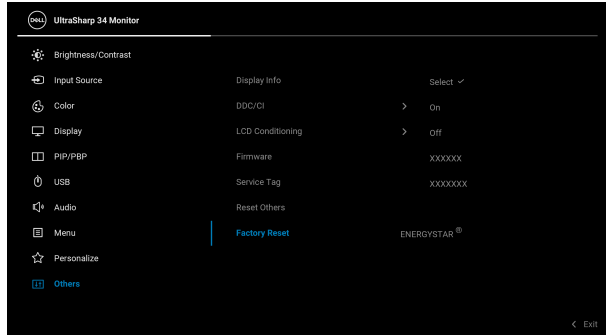 DELL UltraSharp 34 Monitor
Brightness/Contrast
Input Source Display Info Select ✓
Color DDC/CI > On
Display LCD Conditioning > Off
PIP/PBP Firmware XXXXXX
USB Service Tag XXXXXXX
Audio Reset Others
Menu Factory Reset ENERGYSTAR ®
Personalize
Others
< Exit